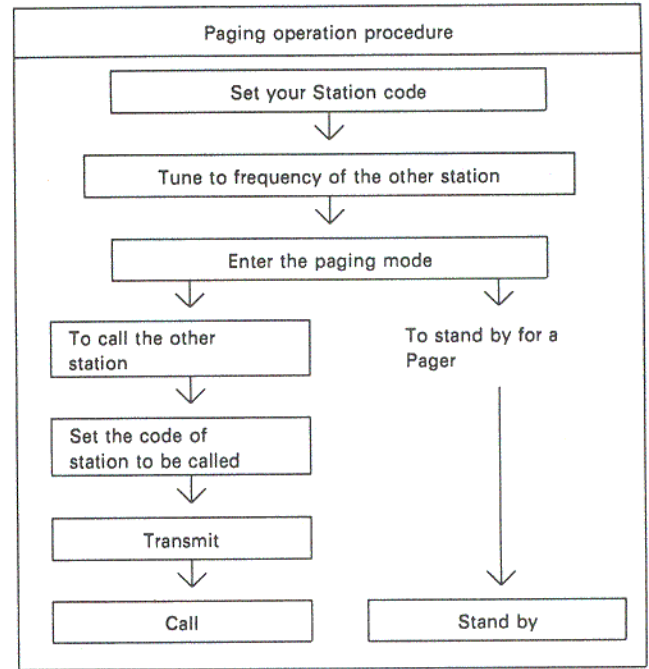 Paging operation procedure
Set your Station code
Tune to frequency of the other station
Enter the paging mode
To call the other
station
Set the code of
station to be called
Transmit
Call
To stand by for a
Pager
Stand by